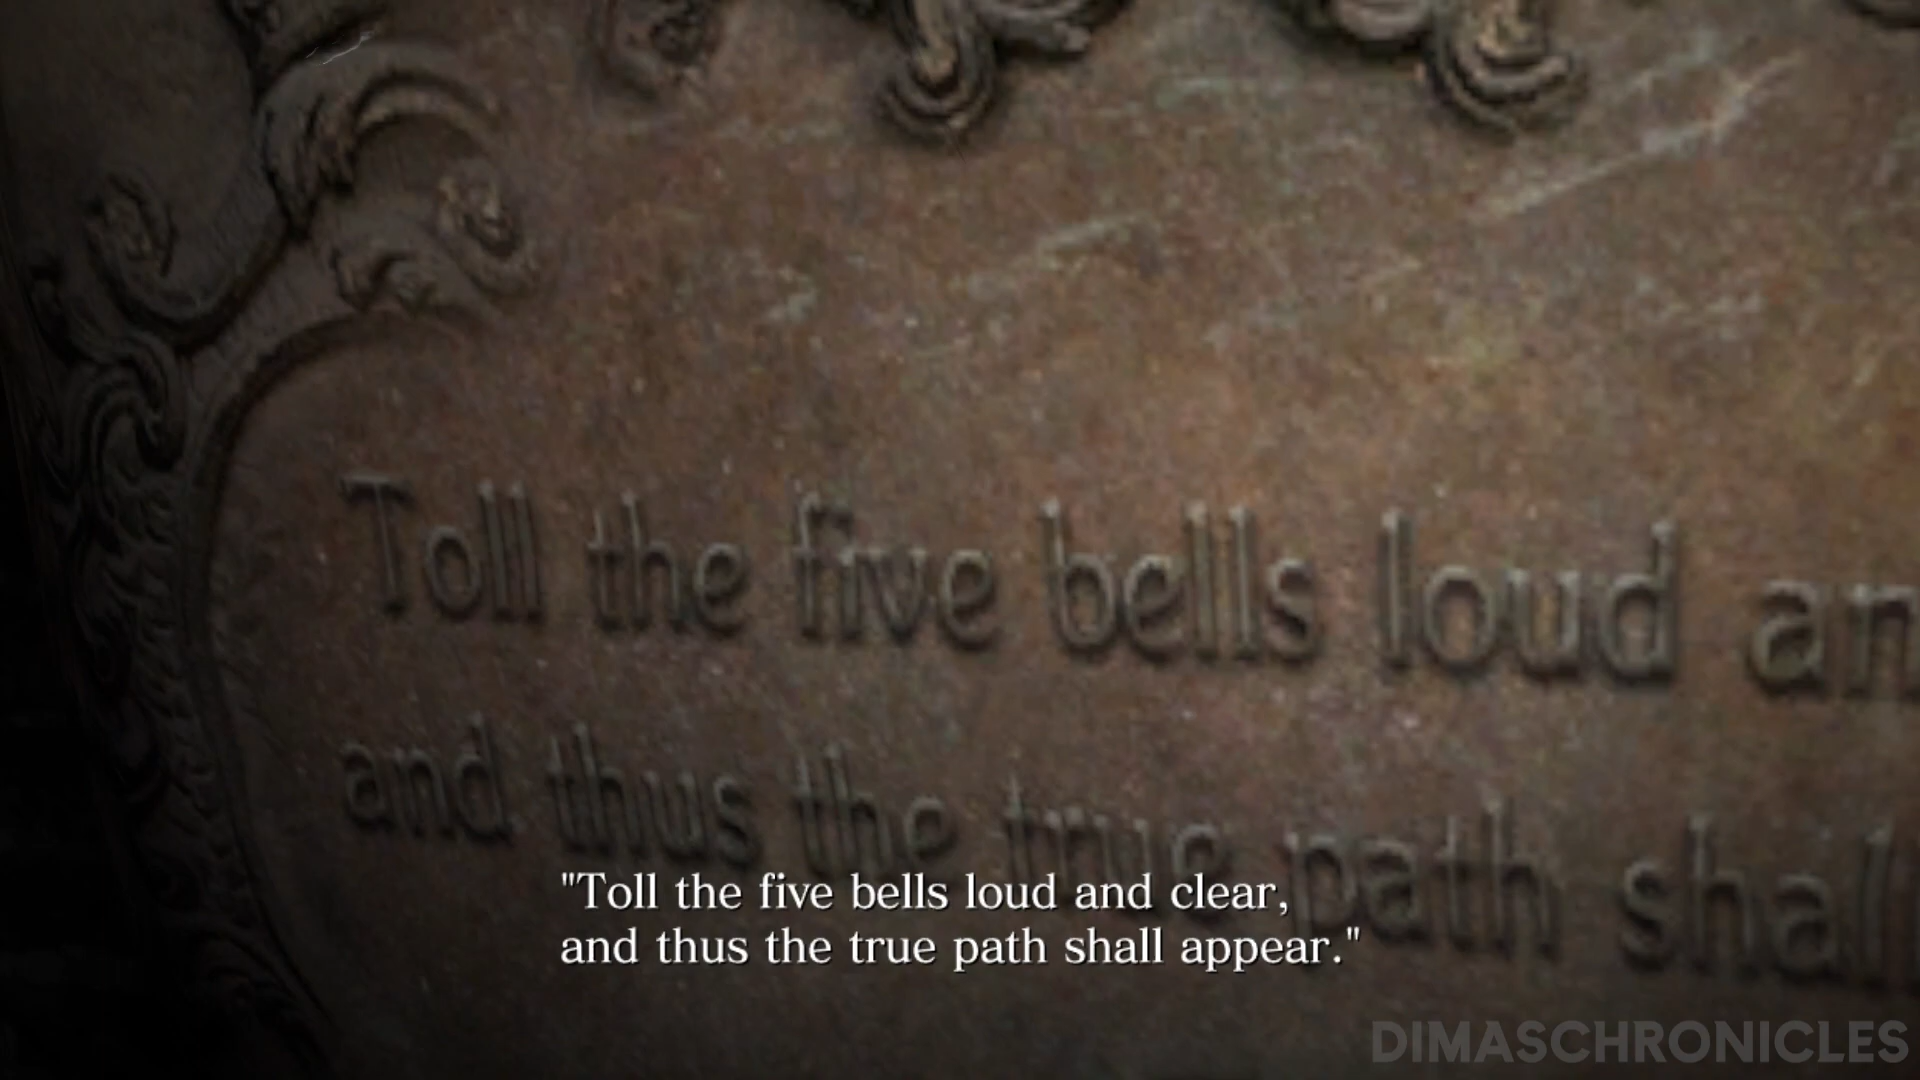 Toll the five bells loud an
and thus the true path shall
"Toll the five bells loud and clear,
and thus the true path shall appear."
DIMASCHRONICLES